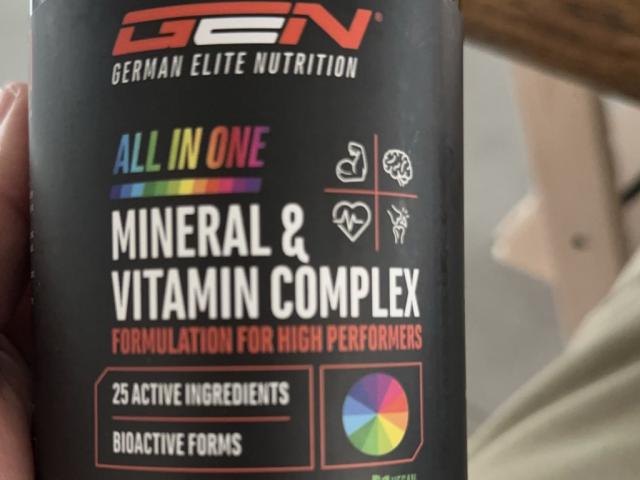 GEN®
GERMAN ELITE NUTRITION
ALL IN ONE
MINERAL &
VITAMIN COMPLEX
FORMULATION FOR HIGH PERFORMERS
25 ACTIVE INGREDIENTS
BIOACTIVE FORMS
VEGAN